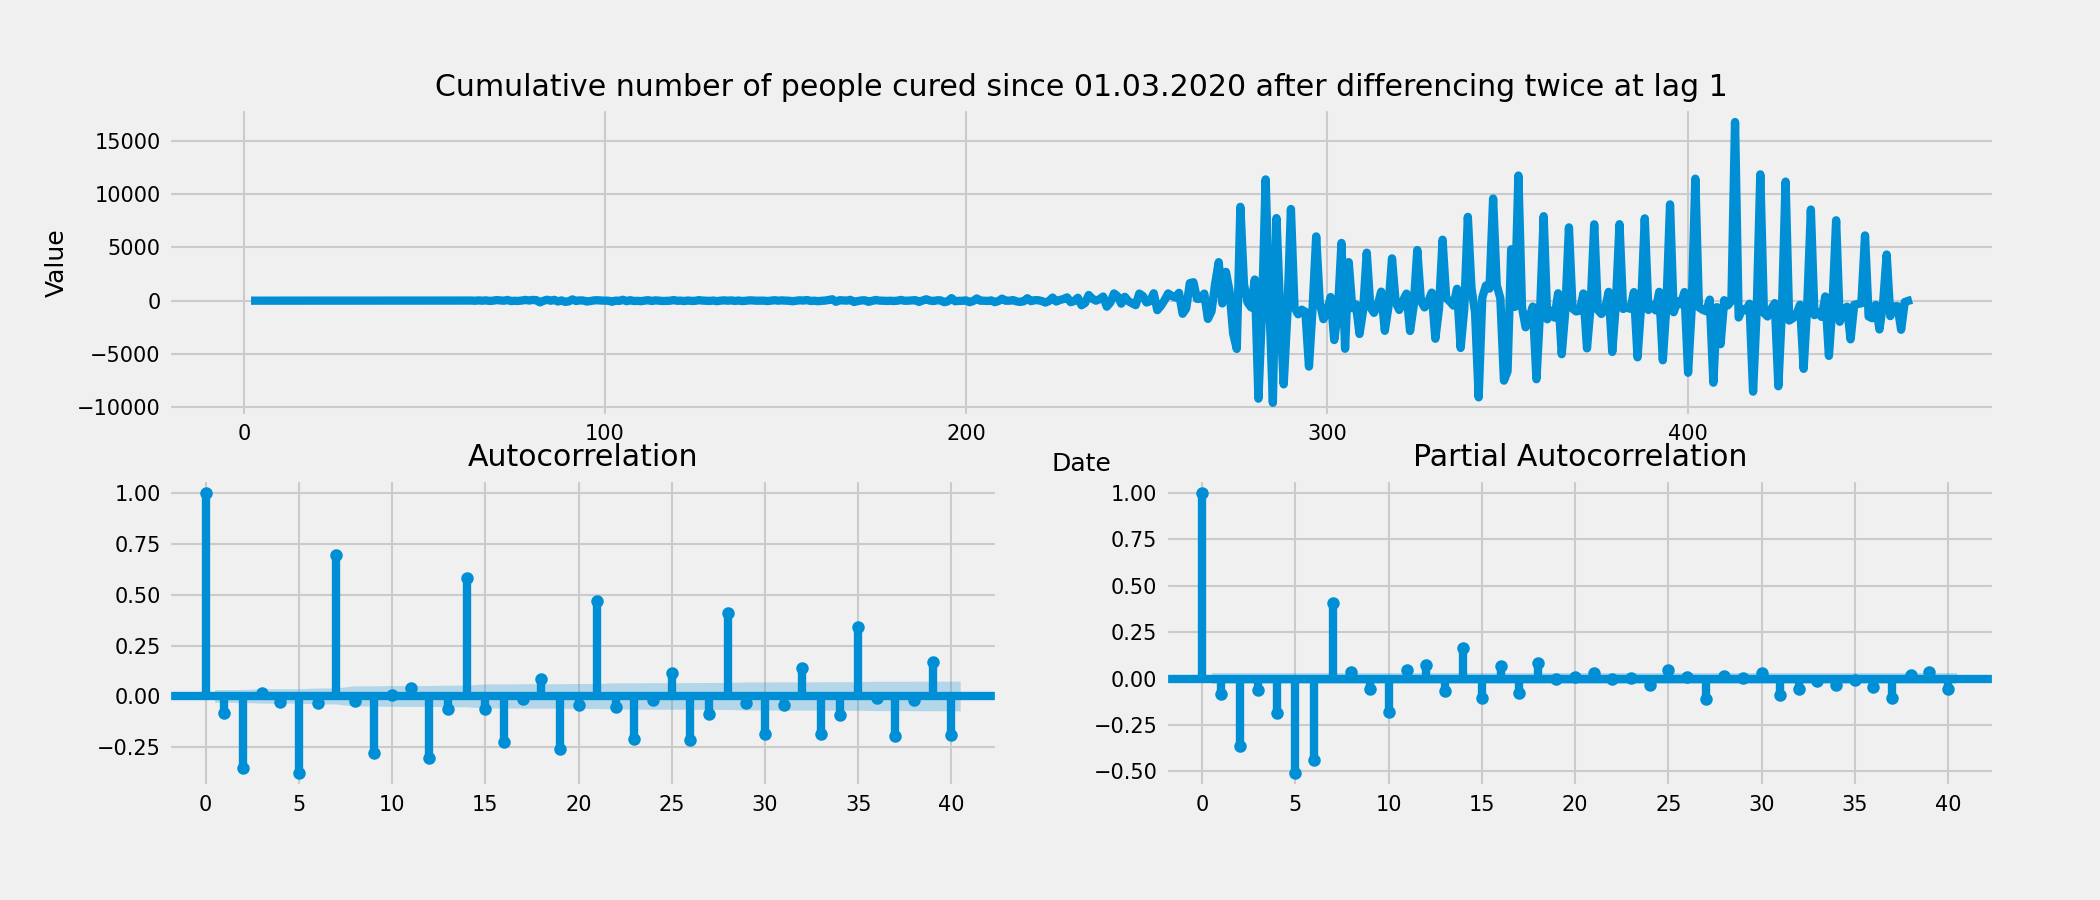 Cumulative number of people cured since 01.03.2020 after differencing twice at lag 1
Value
15000
10000
5000
0
−5000
−10000
0 100 200 300 400
Date
Autocorrelation
1.00
0.75
0.50
0.25
0.00
−0.25
0 5 10 15 20 25 30 35 40
Partial Autocorrelation
1.00
0.75
0.50
0.25
0.00
−0.25
−0.50
0 5 10 15 20 25 30 35 40